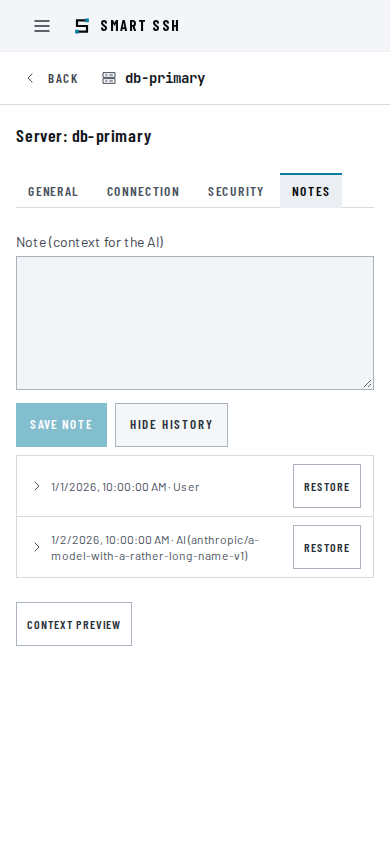 SMART SSH
BACK
db-primary
Server: db-primary
GENERAL
CONNECTION
SECURITY
NOTES
Note (context for the AI)
SAVE NOTE
HIDE HISTORY
1/1/2026, 10:00:00 AM · User
RESTORE
1/2/2026, 10:00:00 AM · AI (anthropic/a-
model-with-a-rather-long-name-v1)
RESTORE
CONTEXT PREVIEW